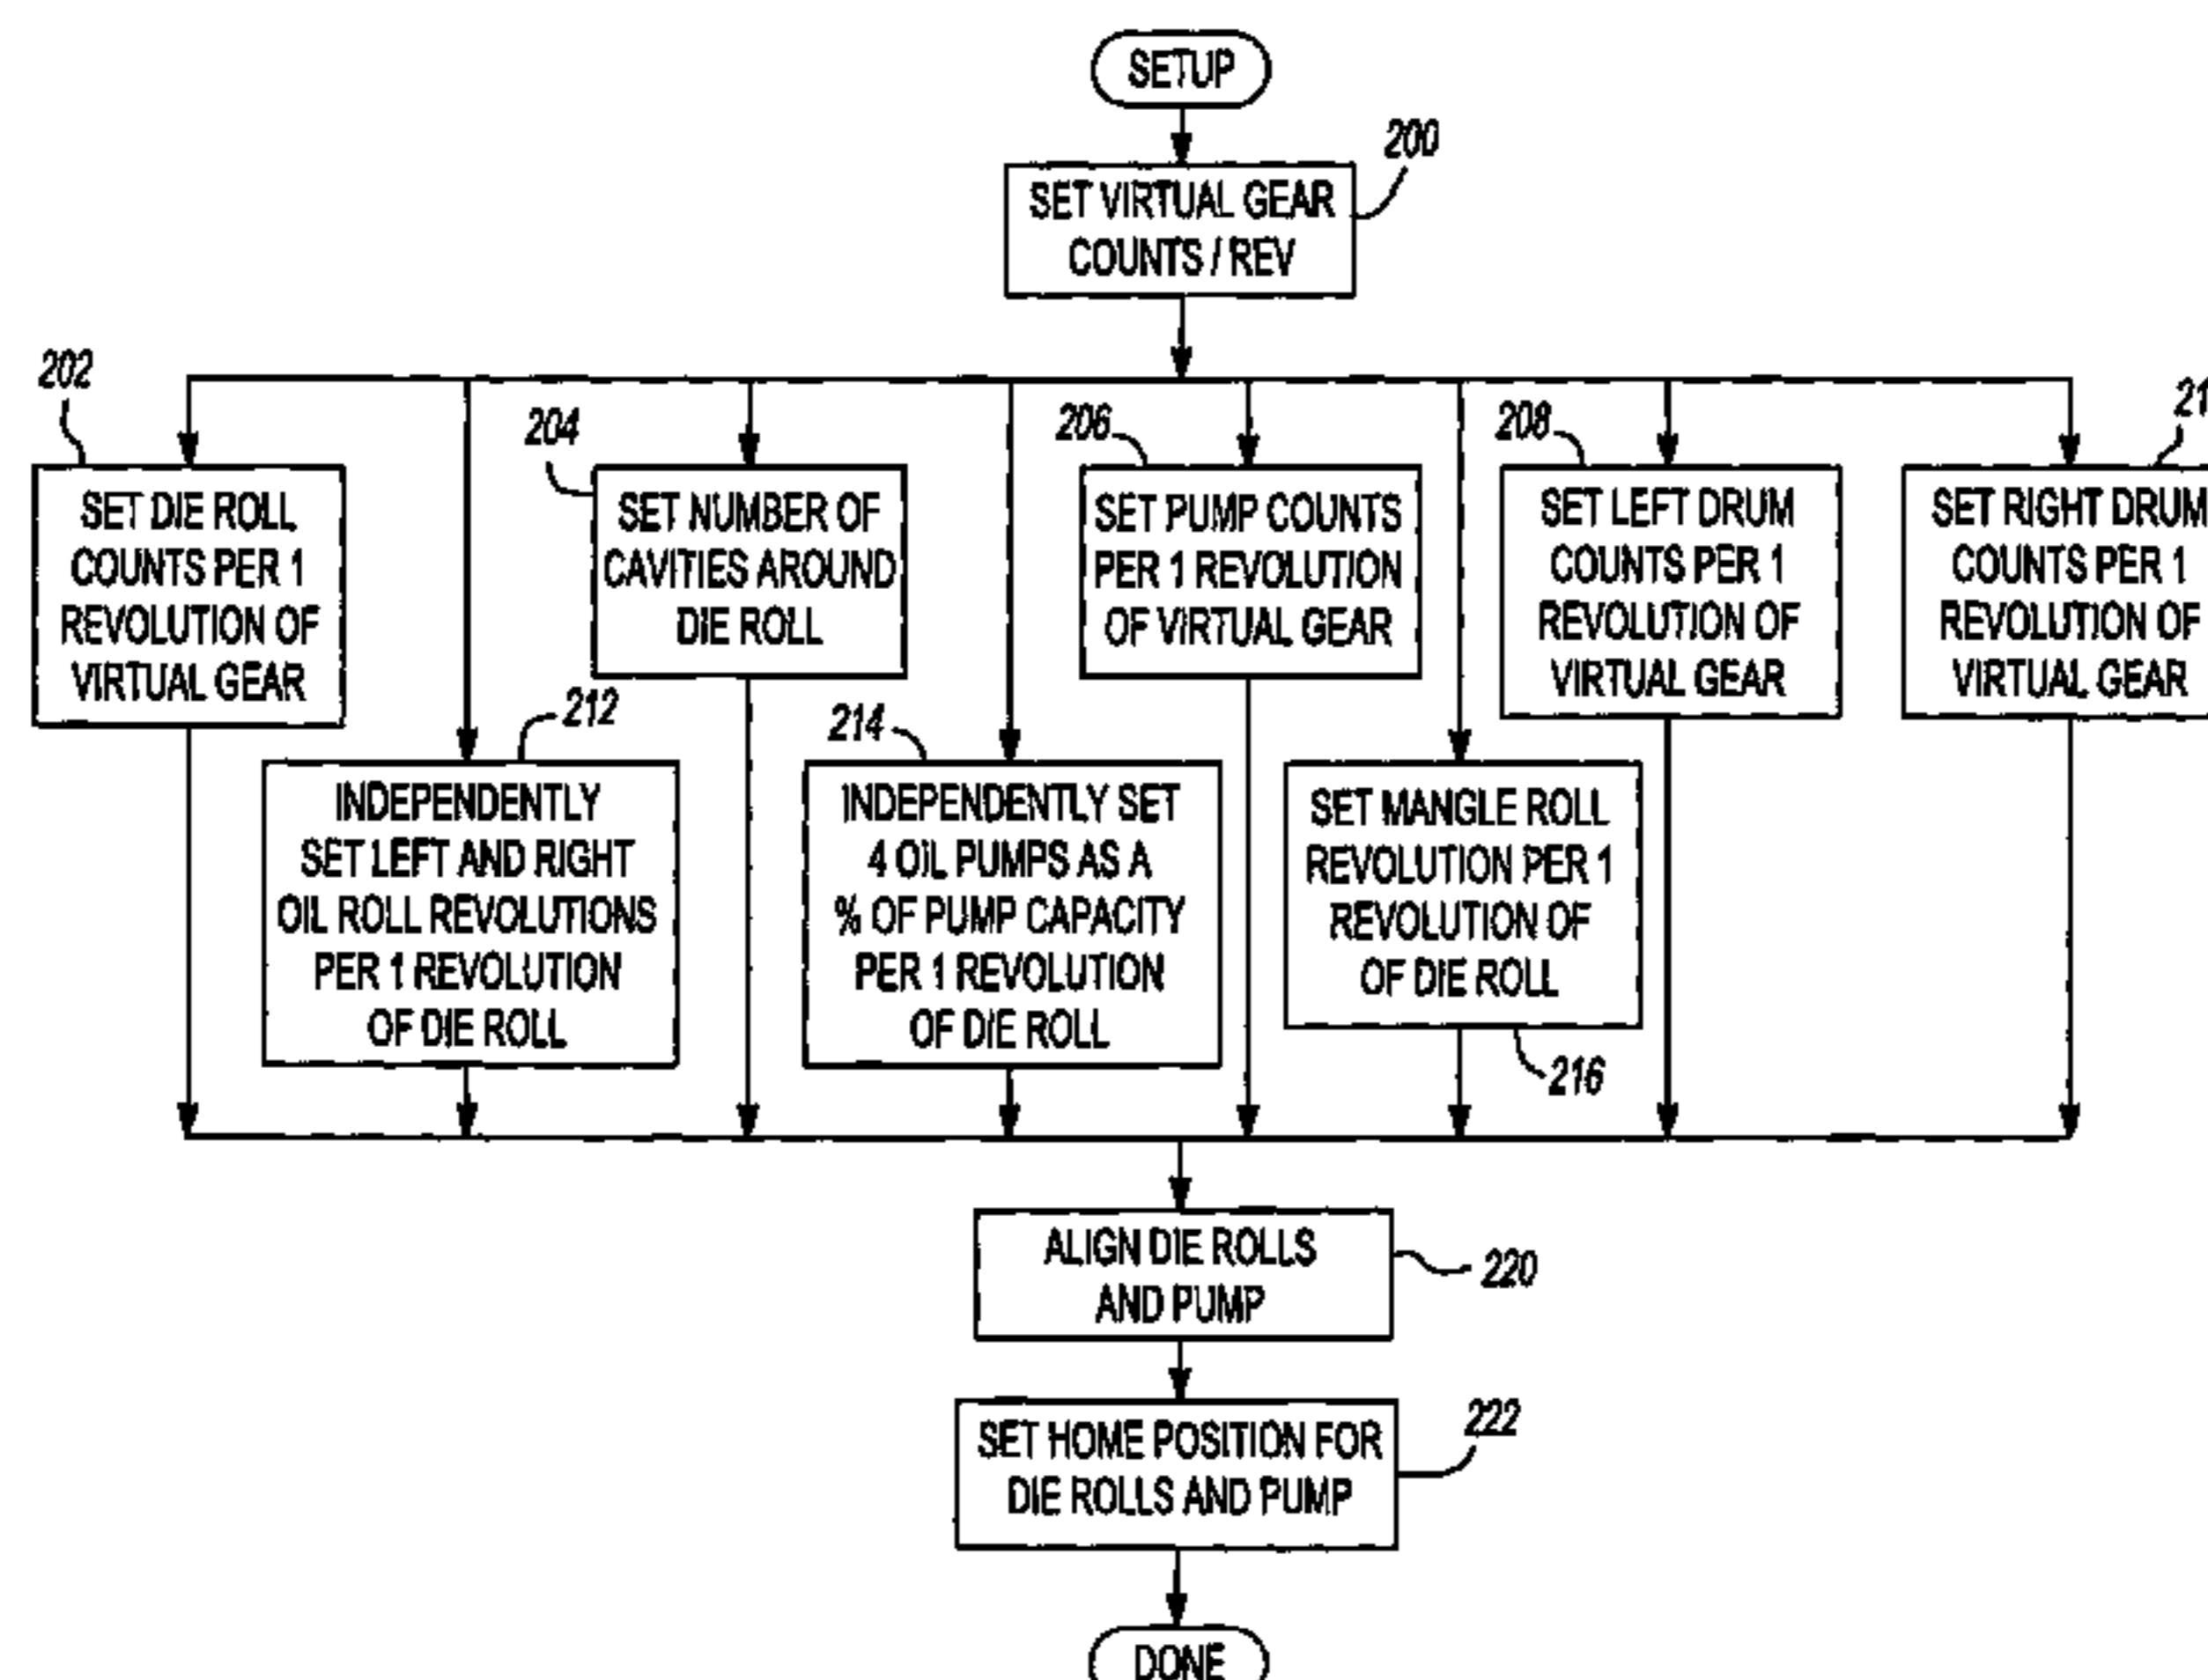 SETUP
200
SET VIRTUAL GEAR
COUNTS / REV
202
SET DIE ROLL
COUNTS PER 1
REVOLUTION OF
VIRTUAL GEAR
204
SET NUMBER OF
CAVITIES AROUND
DIE ROLL
206
SET PUMP COUNTS
PER 1 REVOLUTION
OF VIRTUAL GEAR
208
SET LEFT DRUM
COUNTS PER 1
REVOLUTION OF
VIRTUAL GEAR
SET RIGHT DRUM
COUNTS PER 1
REVOLUTION OF
VIRTUAL GEAR
212
INDEPENDENTLY
SET LEFT AND RIGHT
OIL ROLL REVOLUTIONS
PER 1 REVOLUTION
OF DIE ROLL
214
INDEPENDENTLY SET
4 OIL PUMPS AS A
% OF PUMP CAPACITY
PER 1 REVOLUTION
OF DIE ROLL
SET MANGLE ROLL
REVOLUTION PER 1
REVOLUTION OF
OF DIE ROLL
216
ALIGN DIE ROLLS
AND PUMP
220
SET HOME POSITION FOR
DIE ROLLS AND PUMP
222
DONE